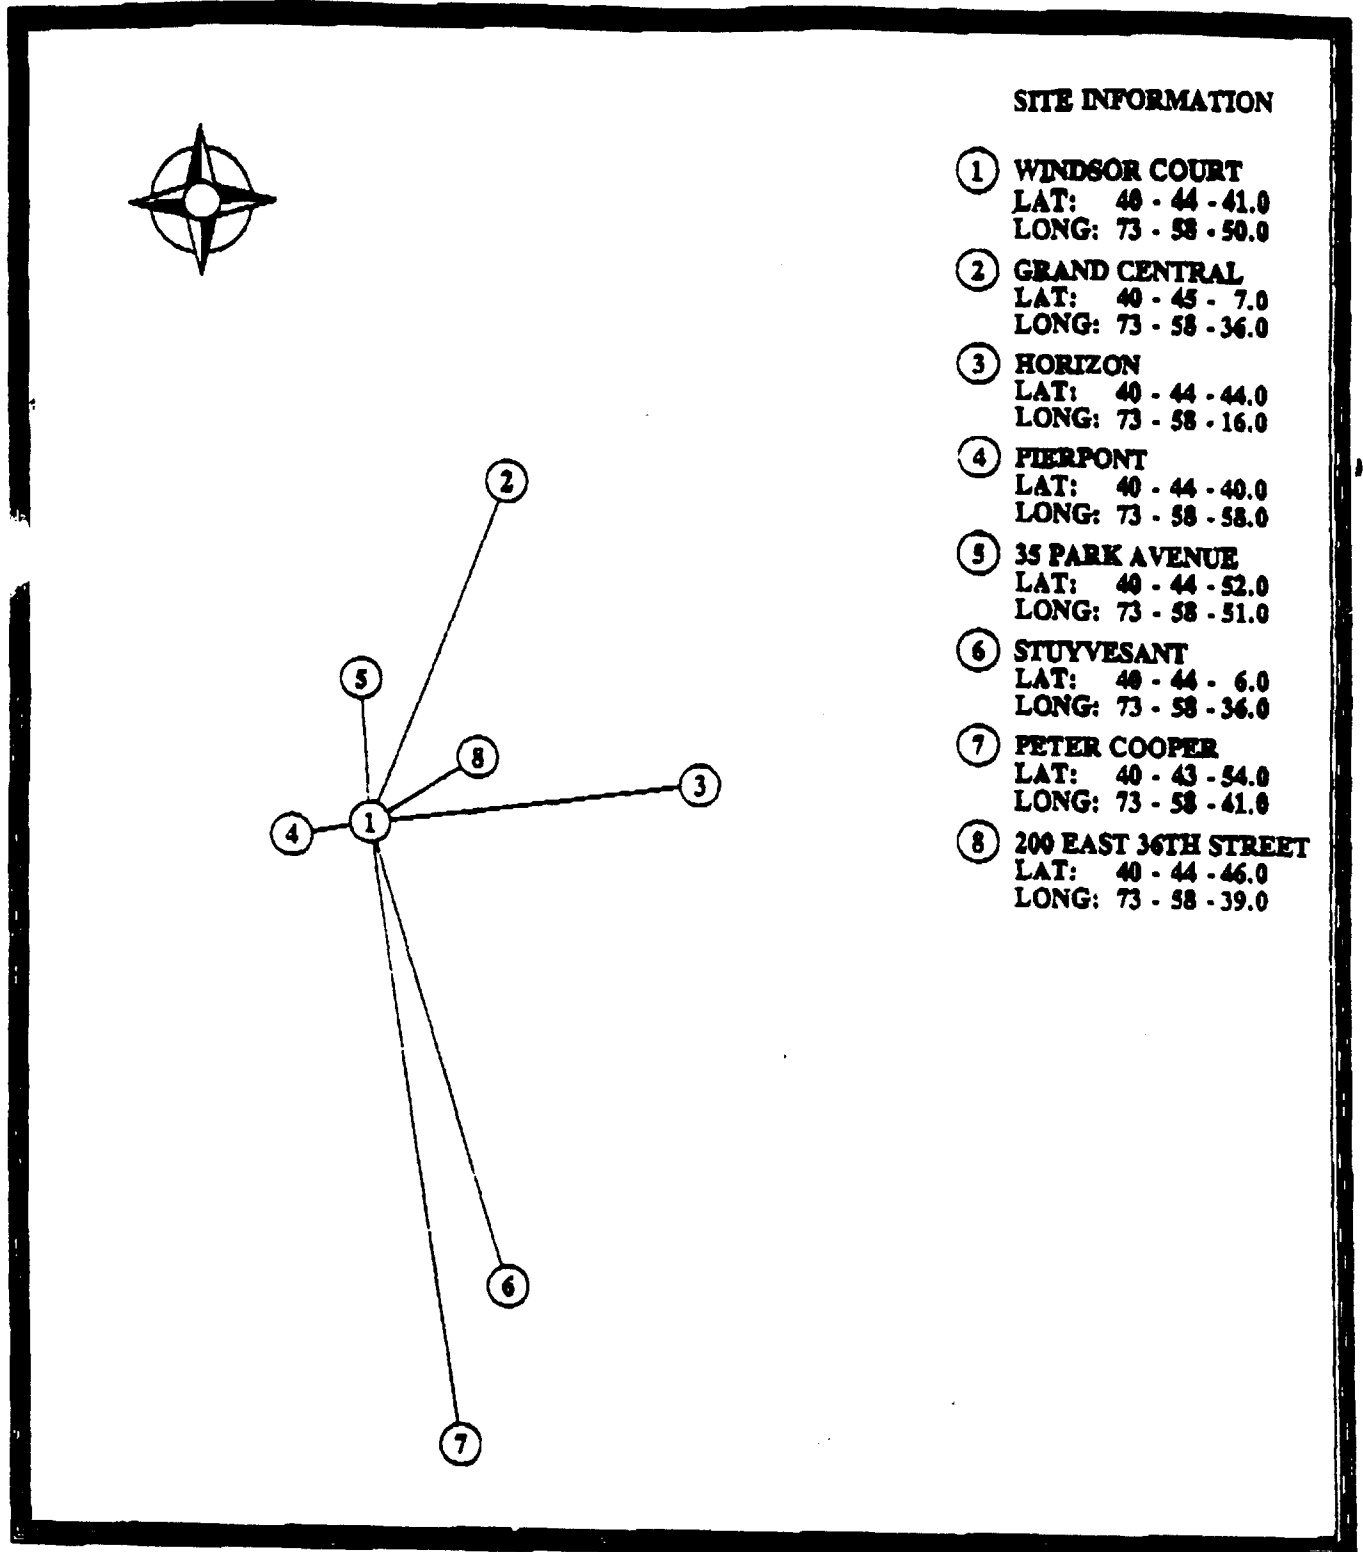 SITE INFORMATION
1 WINDSOR COURT
LAT: 40 - 44 - 41.0
LONG: 73 - 58 - 50.0
2 GRAND CENTRAL
LAT: 40 - 45 - 7.0
LONG: 73 - 58 - 36.0
3 HORIZON
LAT: 40 - 44 - 44.0
LONG: 73 - 58 - 16.0
4 PIERPONT
LAT: 40 - 44 - 40.0
LONG: 73 - 58 - 58.0
5 35 PARK AVENUE
LAT: 40 - 44 - 52.0
LONG: 73 - 58 - 51.0
6 STUYVESANT
LAT: 40 - 44 - 6.0
LONG: 73 - 58 - 36.0
7 PETER COOPER
LAT: 40 - 43 - 54.0
LONG: 73 - 58 - 41.0
8 200 EAST 36TH STREET
LAT: 40 - 44 - 46.0
LONG: 73 - 58 - 39.0
2
5
8
3
1
4
6
7